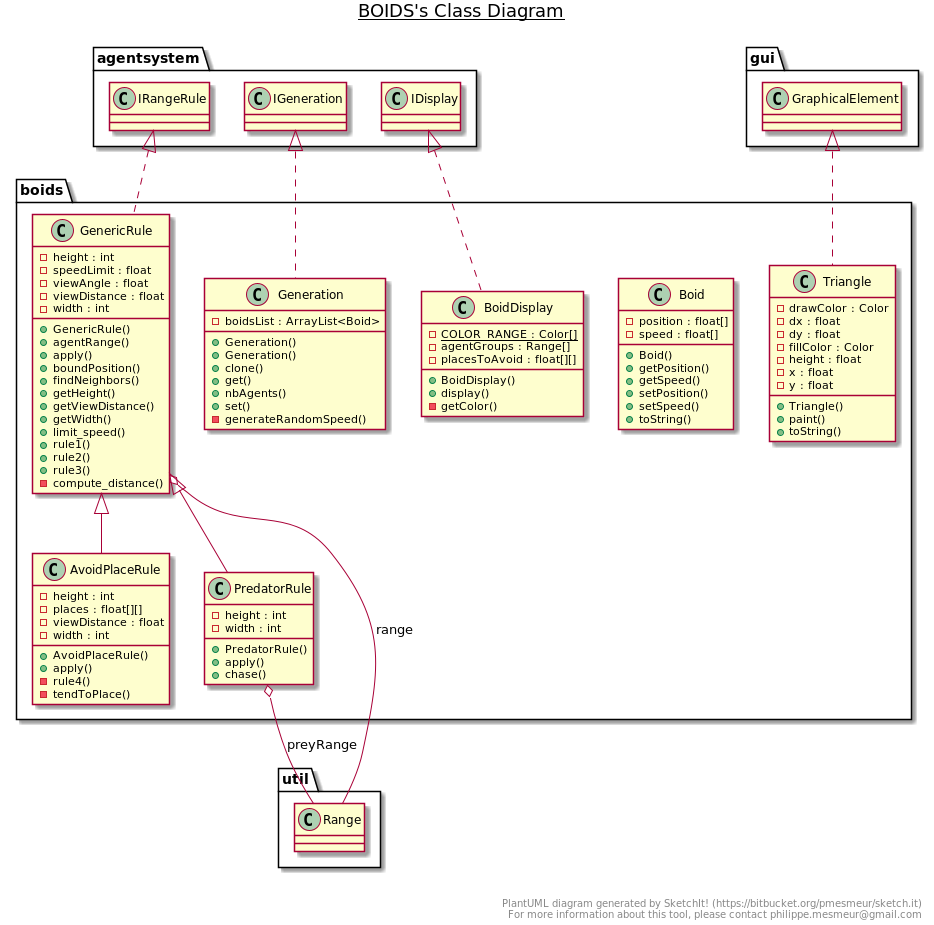 BOIDS's Class Diagram
agentsystem
C IRangeRule
C IGeneration
C IDisplay
gui
C GraphicalElement
boids
C GenericRule
height : int
speedLimit : float
viewAngle : float
viewDistance : float
width : int
GenericRule()
agentRange()
apply()
boundPosition()
findNeighbors()
getHeight()
getViewDistance()
getWidth()
limit_speed()
rule1()
rule2()
rule3()
compute_distance()
C Generation
boidsList : ArrayList<Boid>
Generation()
Generation()
clone()
get()
nbAgents()
set()
generateRandomSpeed()
C BoidDisplay
COLOR_RANGE : Color[]
agentGroups : Range[]
placesToAvoid : float[][]
BoidDisplay()
display()
getColor()
C Boid
position : float[]
speed : float[]
Boid()
getPosition()
getSpeed()
setPosition()
setSpeed()
toString()
C Triangle
drawColor : Color
dx : float
dy : float
fillColor : Color
height : float
x : float
y : float
Triangle()
paint()
toString()
C AvoidPlaceRule
height : int
places : float[][]
viewDistance : float
width : int
AvoidPlaceRule()
apply()
rule4()
tendToPlace()
C PredatorRule
height : int
width : int
PredatorRule()
apply()
chase()
range
preyRange
util
C Range
PlantUML diagram generated by SketchIt! (https://bitbucket.org/pmesmeur/sketch.it)
For more information about this tool, please contact philippe.mesmeur@gmail.com